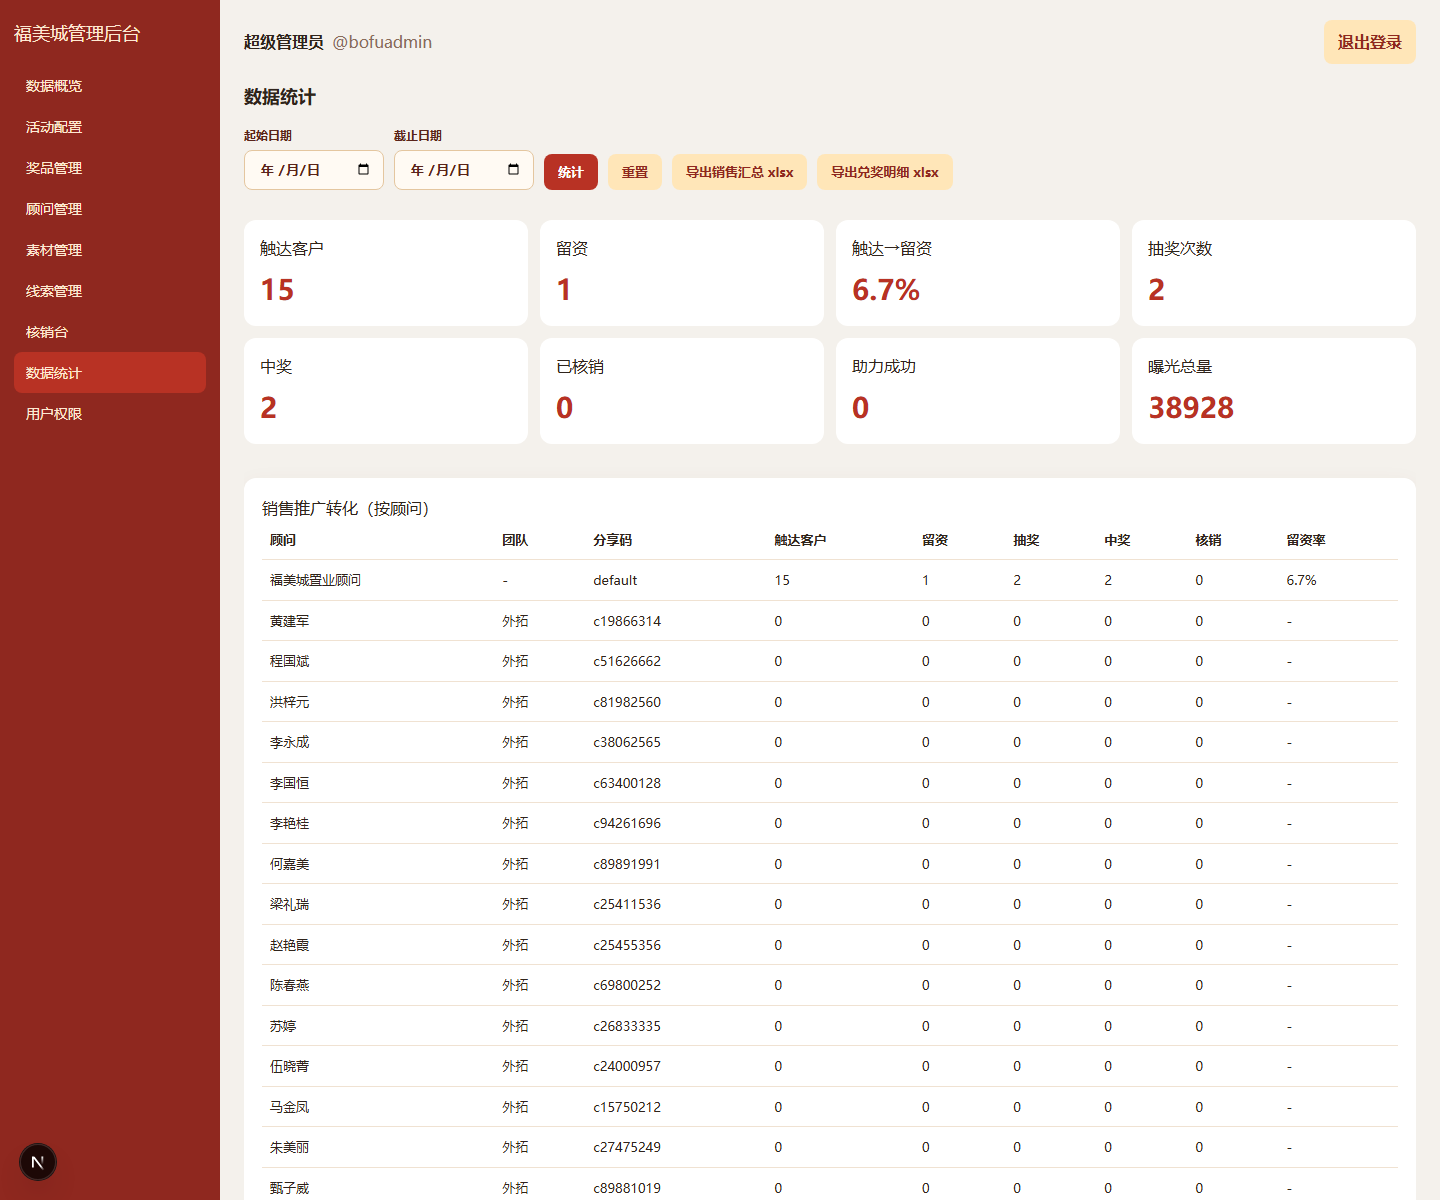 福美城管理后台
数据概览
活动配置
奖品管理
顾问管理
素材管理
线索管理
核销台
数据统计
用户权限
超级管理员 @bofuadmin
退出登录
数据统计
起始日期 截止日期
年 /月/日 年 /月/日 统计 重置 导出销售汇总 xlsx 导出兑奖明细 xlsx
触达客户 留资 触达→留资 抽奖次数
15 1 6.7% 2
中奖 已核销 助力成功 曝光总量
2 0 0 38928
销售推广转化（按顾问）
顾问 团队 分享码 触达客户 留资 抽奖 中奖 核销 留资率
福美城置业顾问 - default 15 1 2 2 0 6.7%
黄建军 外拓 c19866314 0 0 0 0 0 -
程国斌 外拓 c51626662 0 0 0 0 0 -
洪梓元 外拓 c81982560 0 0 0 0 0 -
李永成 外拓 c38062565 0 0 0 0 0 -
李国恒 外拓 c63400128 0 0 0 0 0 -
李艳桂 外拓 c94261696 0 0 0 0 0 -
何嘉美 外拓 c89891991 0 0 0 0 0 -
梁礼瑞 外拓 c25411536 0 0 0 0 0 -
赵艳霞 外拓 c25455356 0 0 0 0 0 -
陈春燕 外拓 c69800252 0 0 0 0 0 -
苏婷 外拓 c26833335 0 0 0 0 0 -
伍晓菁 外拓 c24000957 0 0 0 0 0 -
马金凤 外拓 c15750212 0 0 0 0 0 -
朱美丽 外拓 c27475249 0 0 0 0 0 -
甄子威 外拓 c89881019 0 0 0 0 0 -
N